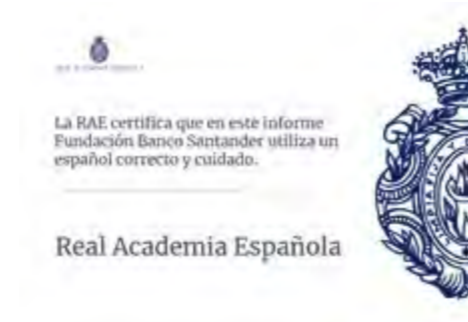 La RAE certifica que en este informe
Fundación Banco Santander utiliza un
español correcto y cuidado.
Real Academia Española